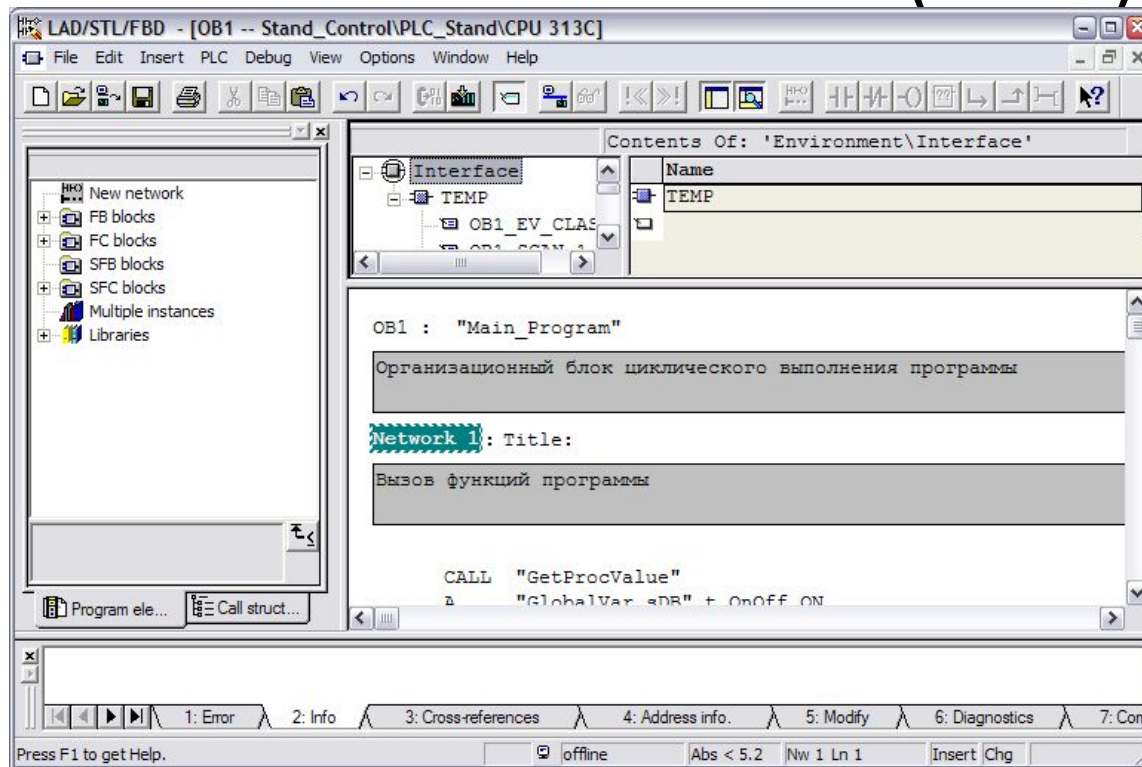 LAD/STL/FBD - [OB1 -- Stand_Control\PLC_Stand\CPU 313C]
File Edit Insert PLC Debug View Options Window Help
Contents Of: 'Environment\Interface'
Interface
Name
TEMP
TEMP
OB1_EV_CLAS
New network
FB blocks
FC blocks
SFB blocks
SFC blocks
Multiple instances
Libraries
OB1 : "Main_Program"
Организационный блок циклического выполнения программы
Network 1: Title:
Вызов функций программы
CALL "GetProcValue"
A "GlobalVar_sDB".t_OnOff_ON
Program ele... Call struct...
1: Error 2: Info 3: Cross-references 4: Address info. 5: Modify 6: Diagnostics 7: Com
Press F1 to get Help. offline Abs < 5.2 Nw 1 Ln 1 Insert Chg